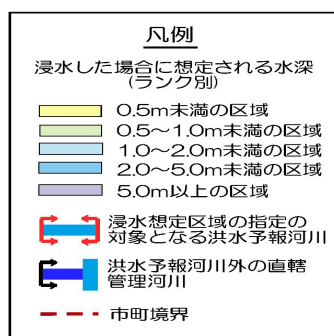 凡例
浸水した場合に想定される水深
(ランク別)
0.5m未満の区域
0.5〜1.0m未満の区域
1.0〜2.0m未満の区域
2.0〜5.0m未満の区域
5.0m以上の区域
浸水想定区域の指定の
対象となる洪水予報河川
洪水予報河川外の直轄
管理河川
市町境界